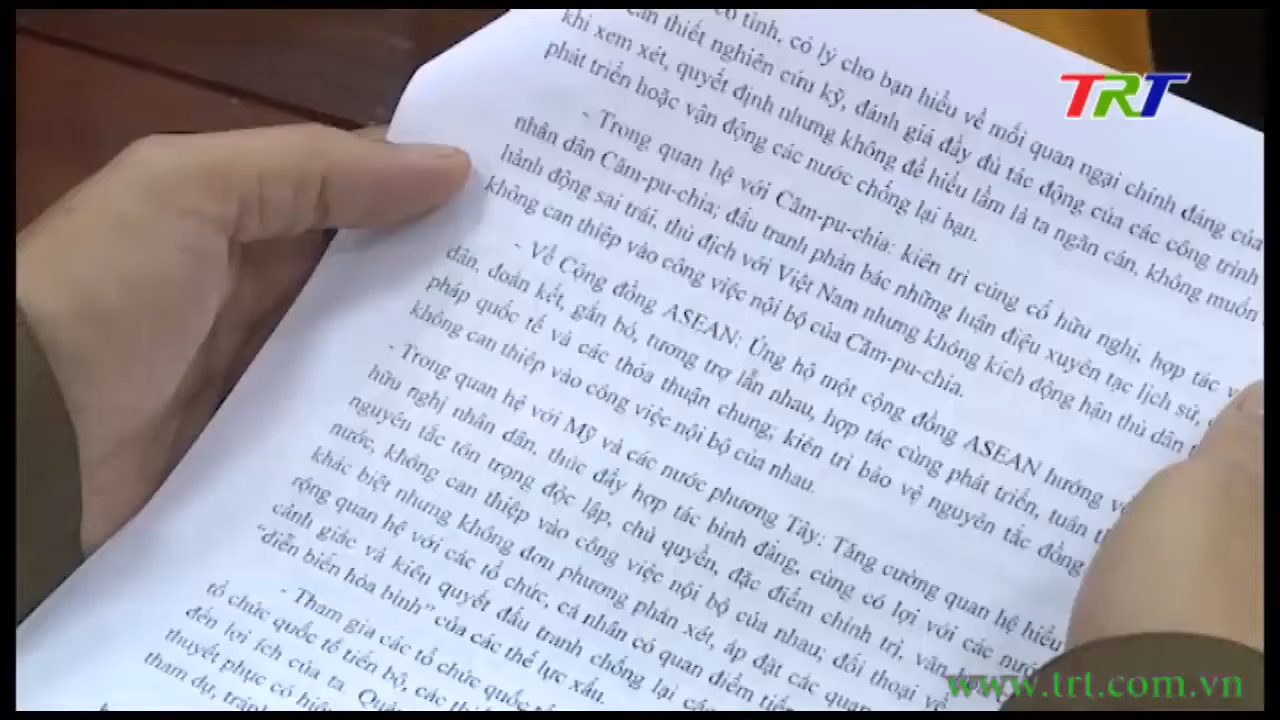 có tình, có lý cho bạn hiểu về mối quan ngại chính đáng của
cần thiết nghiên cứu kỹ, đánh giá đầy đủ tác động của các công trình
khi xem xét, quyết định nhưng không để hiểu lầm là ta ngăn cản, không muốn
phát triển hoặc vận động các nước chống lại bạn.
- Trong quan hệ với Căm-pu-chia: kiên trì củng cố hữu nghị, hợp tác
nhân dân Căm-pu-chia; đấu tranh phản bác những luận điệu xuyên tạc lịch sử,
hành động sai trái, thù địch với Việt Nam nhưng không kích động hận thù dân
không can thiệp vào công việc nội bộ của Căm-pu-chia.
- Về Cộng đồng ASEAN: Ủng hộ một cộng đồng ASEAN hướng
dân, đoàn kết, gắn bó, tương trợ lẫn nhau, hợp tác cùng phát triển, tuân
pháp quốc tế và các thỏa thuận chung; kiên trì bảo vệ nguyên tắc đồng
không can thiệp vào công việc nội bộ của nhau.
- Trong quan hệ với Mỹ và các nước phương Tây: Tăng cường quan hệ hiểu
hữu nghị nhân dân, thúc đẩy hợp tác bình đẳng, cùng có lợi với các nước
nguyên tắc tôn trọng độc lập, chủ quyền, đặc điểm chính trị, văn
nước, không can thiệp vào công việc nội bộ của nhau; đối thoại về
khác biệt nhưng không đơn phương phán xét, áp đặt các quan
rộng quan hệ với các tổ chức, cá nhân có quan điểm tiến
cảnh giác và kiên quyết đấu tranh chống lại
“diễn biến hòa bình” của các thế lực xấu.
- Tham gia các tổ chức quốc
tổ chức quốc tế tiến bộ, các
đến lợi ích của ta.
thuyết phục có
tham dự,
TRT
www.trt.com.vn